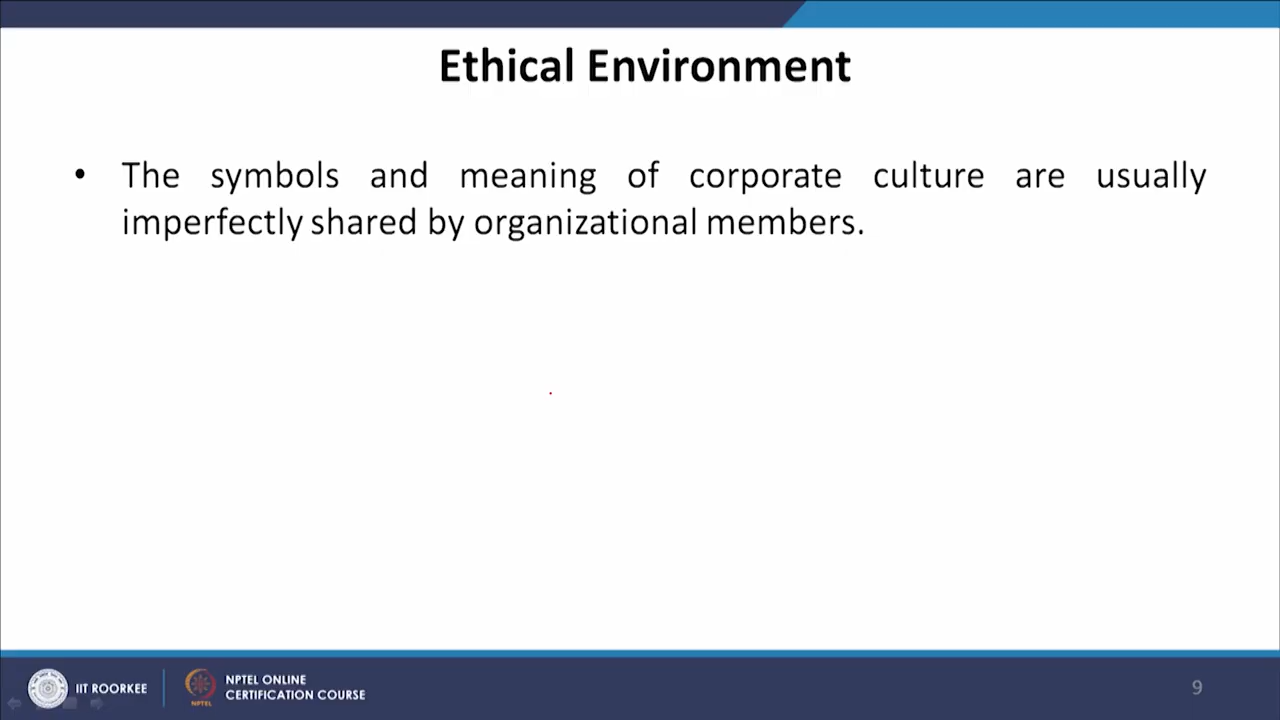 Ethical Environment
• The symbols and meaning of corporate culture are usually
imperfectly shared by organizational members.
IIT ROORKEE
NPTEL
NPTEL ONLINE
CERTIFICATION COURSE
9